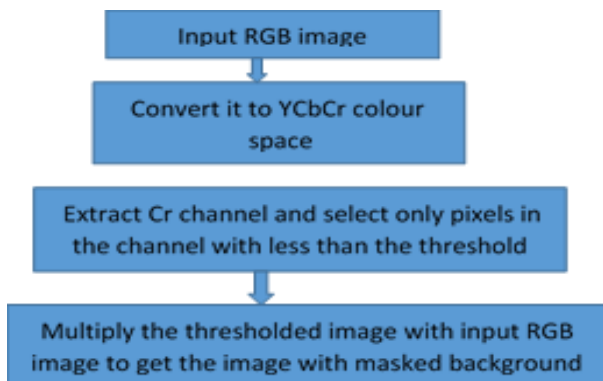 Input RGB image
Convert it to YCbCr colour
space
Extract Cr channel and select only pixels in
the channel with less than the threshold
Multiply the thresholded image with input RGB
image to get the image with masked background